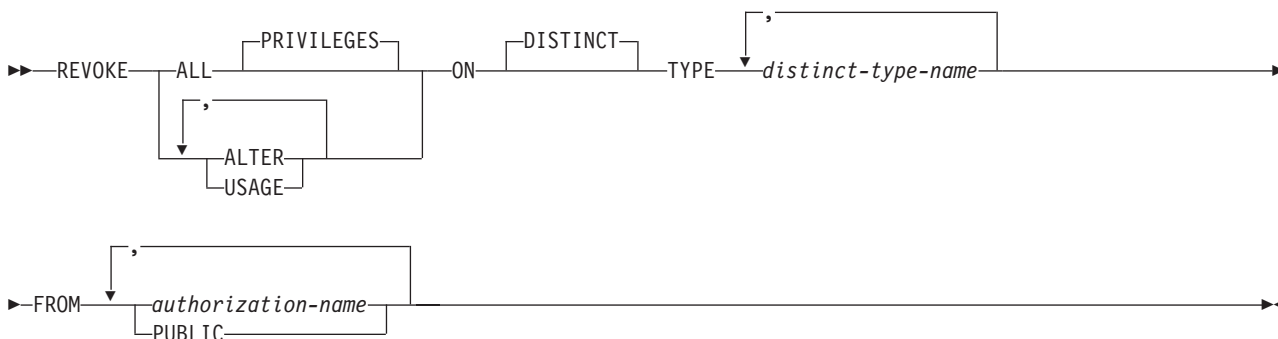 PRIVILEGES DISTINCT ,
REVOKE ALL ON TYPE distinct-type-name
,
ALTER
USAGE
,
FROM authorization-name
PUBLIC